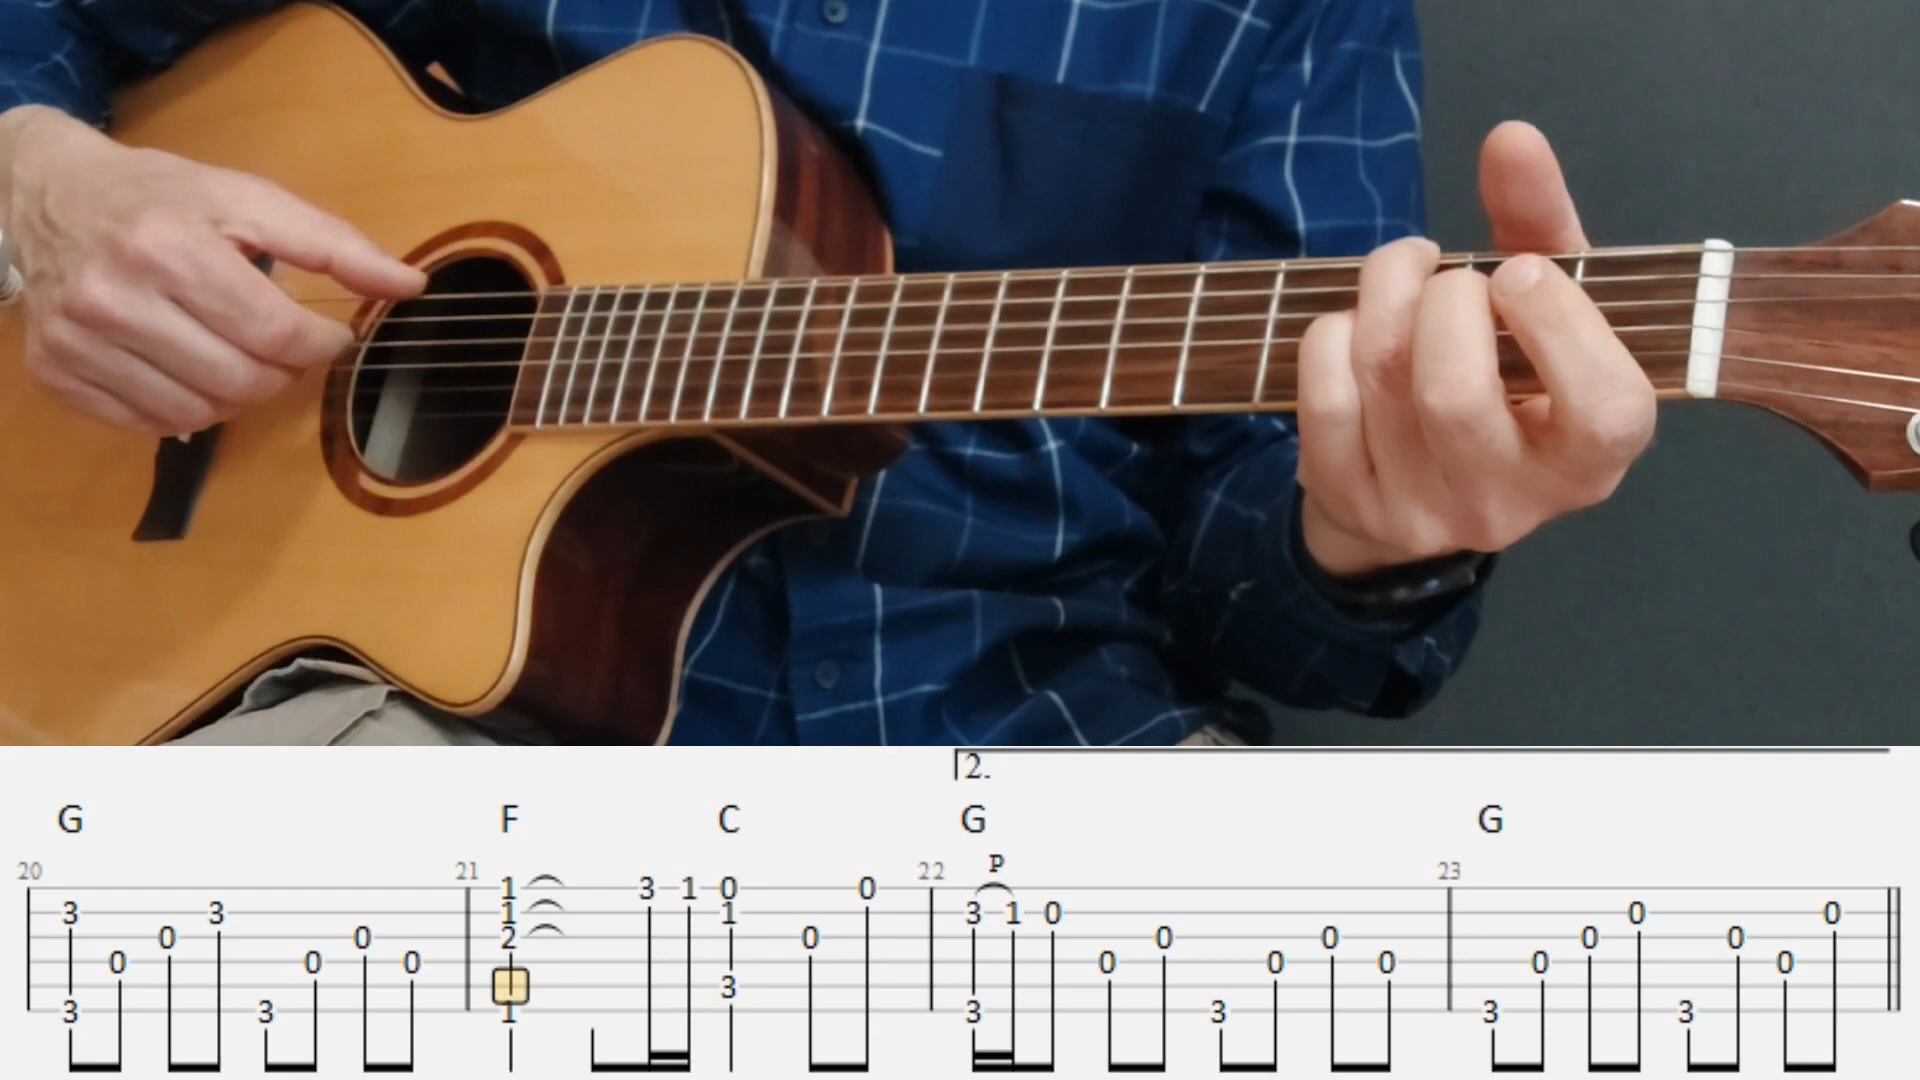 2.
G F C G G
20 21 22 23
P
1 3 1 0 0
3 3 1 1 3 1 0 0 0
0 0 2 0 0 0 0 0
0 0 0 0 0 0 0 0
3
3 3 1 3 3 3 3